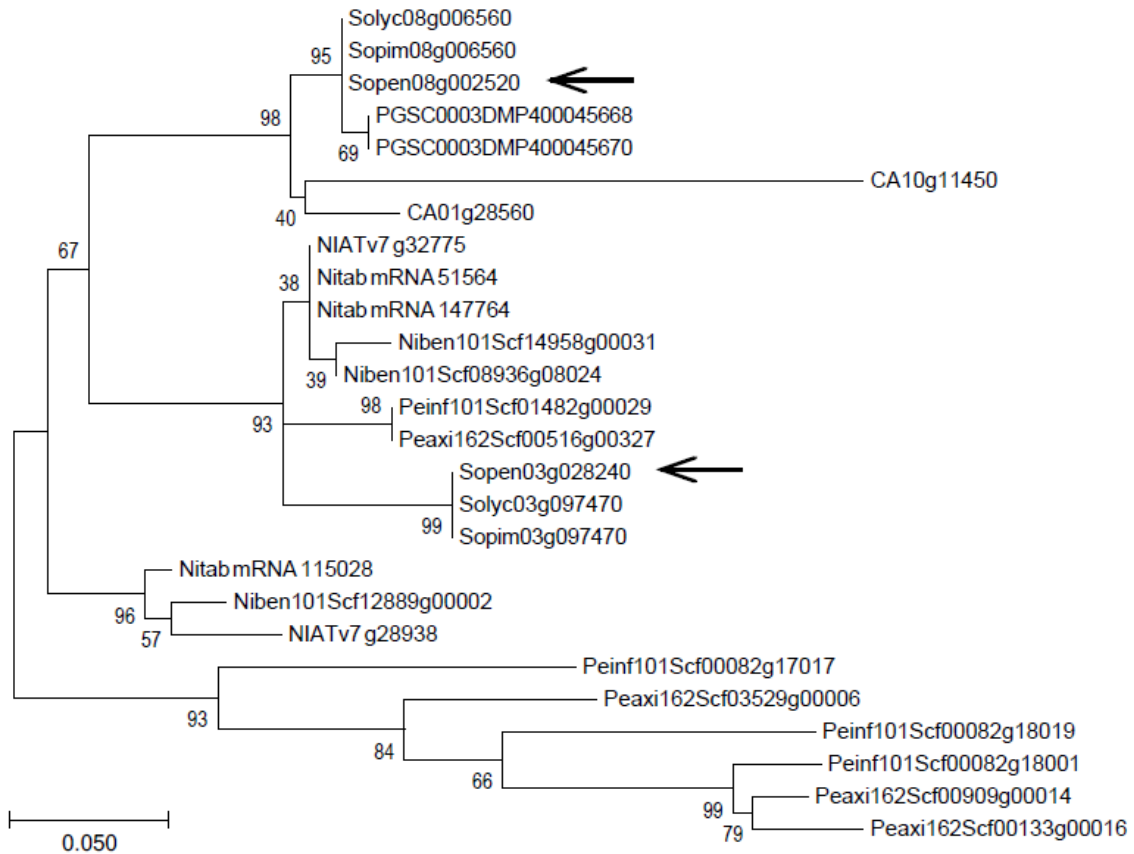 Solyc08g006560
95
Sopim08g006560
Sopen08g002520
98
PGSC0003DMP400045668
69
PGSC0003DMP400045670
CA10g11450
40
CA01g28560
67
NIATv7 g32775
38
Nitab mRNA 51564
Nitab mRNA 147764
Niben101Scf14958g00031
39
Niben101Scf08936g08024
98
Peinf101Scf01482g00029
93
Peaxi162Scf00516g00327
Sopen03g028240
Solyc03g097470
99
Sopim03g097470
Nitab mRNA 115028
96
Niben101Scf12889g00002
57
NIATv7 g28938
Peinf101Scf00082g17017
93
Peaxi162Scf03529g00006
84
Peinf101Scf00082g18019
66
Peinf101Scf00082g18001
99
Peaxi162Scf00909g00014
79
Peaxi162Scf00133g00016
0.050